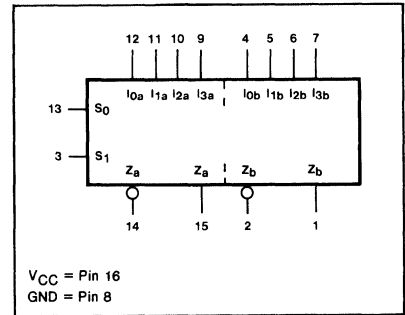 12 11 10 9 4 5 6 7
I0a I1a I2a I3a I0b I1b I2b I3b
13 S0
3 S1
Za Za Zb Zb
14 15 2 1
VCC = Pin 16
GND = Pin 8